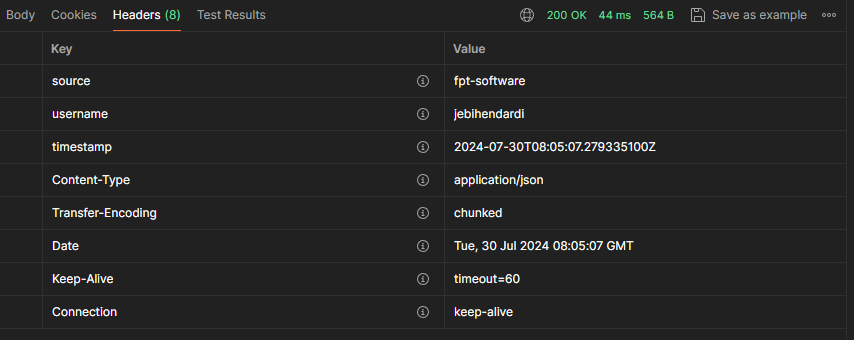 Body Cookies Headers (8) Test Results 200 OK 44 ms 564 B Save as example
Key Value
source fpt-software
username jebihendardi
timestamp 2024-07-30T08:05:07.279335100Z
Content-Type application/json
Transfer-Encoding chunked
Date Tue, 30 Jul 2024 08:05:07 GMT
Keep-Alive timeout=60
Connection keep-alive